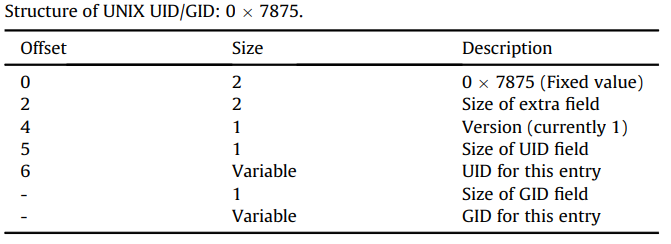 Structure of UNIX UID/GID: 0 × 7875.
Offset Size Description
0 2 0 × 7875 (Fixed value)
2 2 Size of extra field
4 1 Version (currently 1)
5 1 Size of UID field
6 Variable UID for this entry
- 1 Size of GID field
- Variable GID for this entry